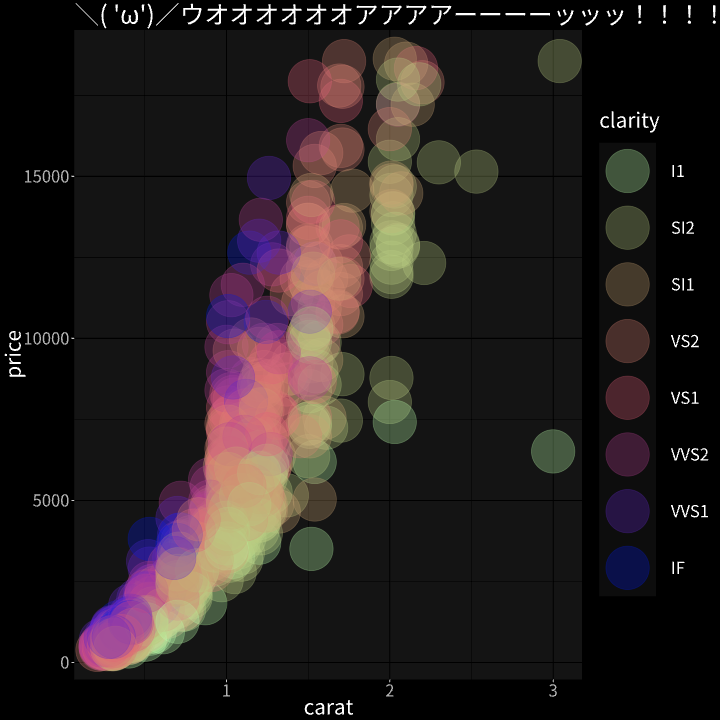 ＼( 'ω')／ウオオオオオオアアアアーーーーッッッ！！！！
clarity
I1
SI2
SI1
VS2
VS1
VVS2
VVS1
IF
price
15000
10000
5000
0
1
2
3
carat